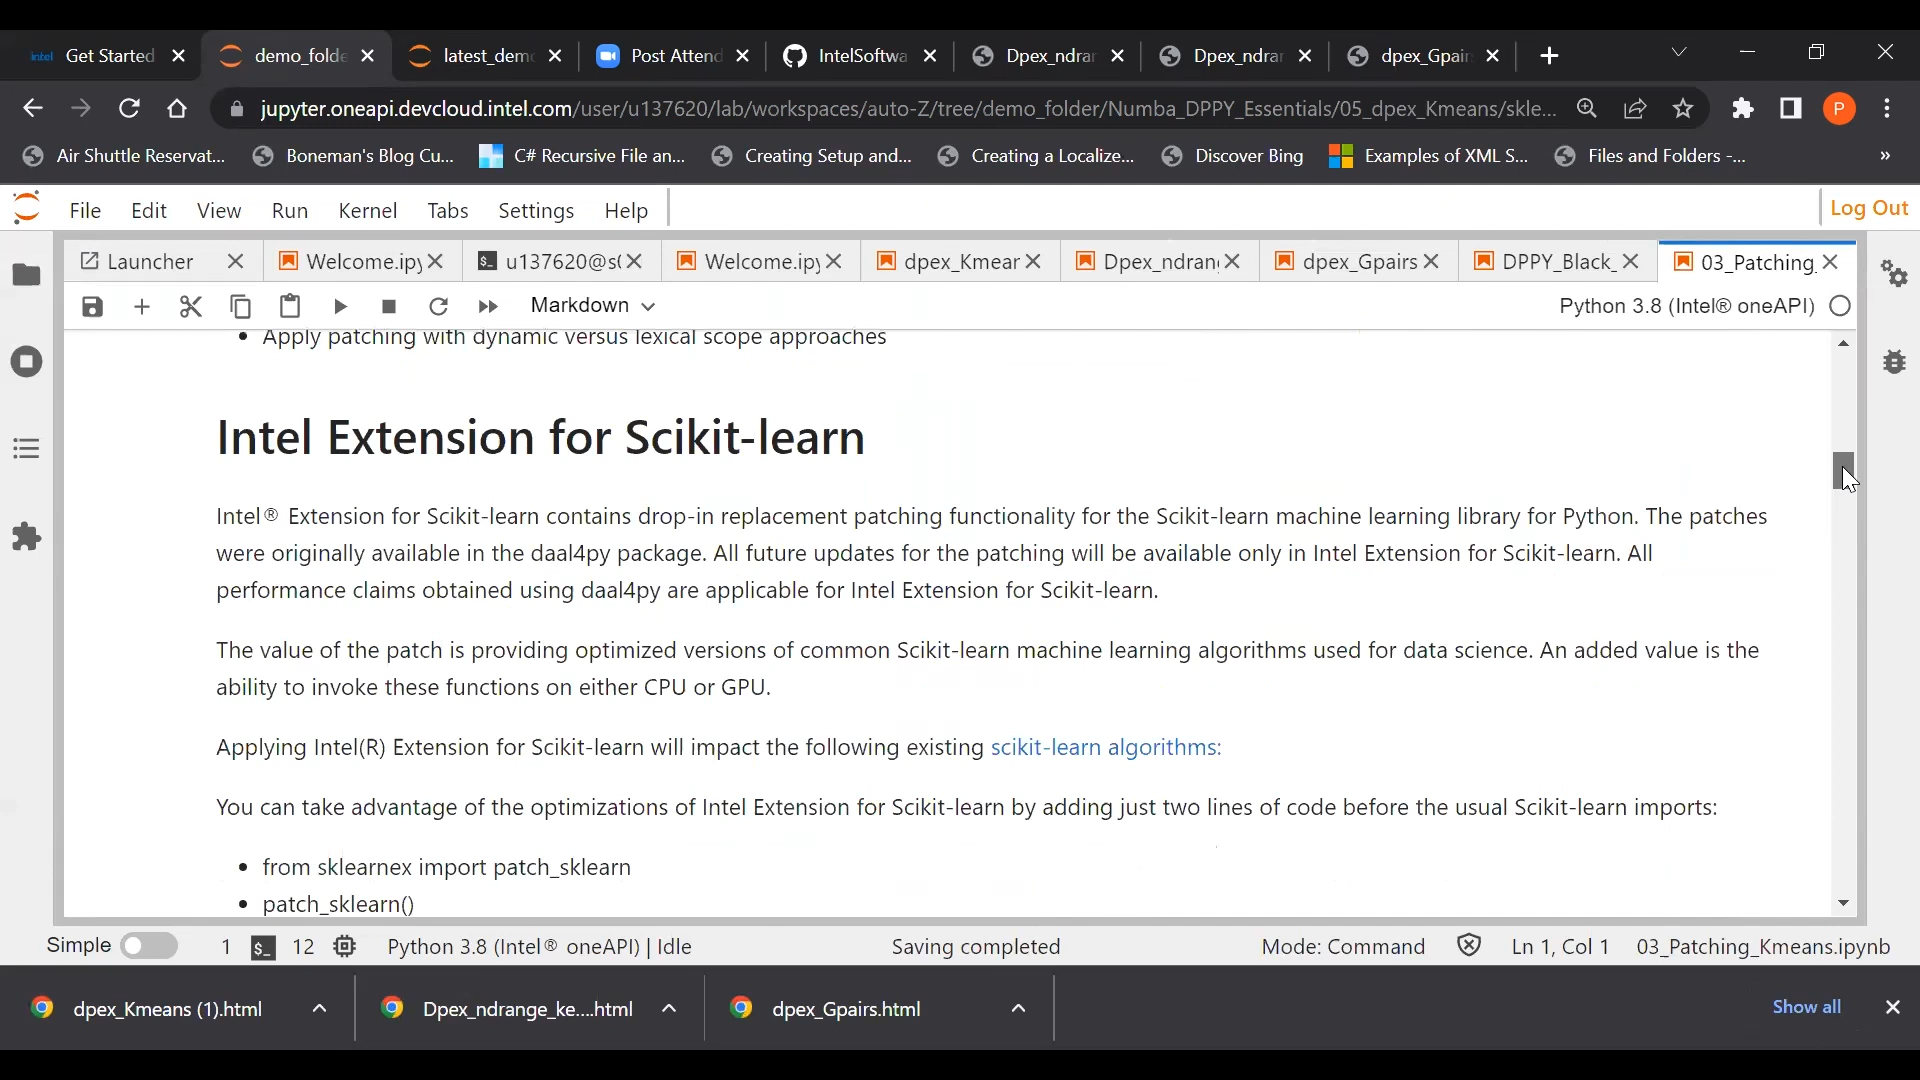 intel Get Started
demo_folde
latest_demo
Post Attend
IntelSoftwa
Dpex_ndrar
Dpex_ndrar
dpex_Gpair
jupyter.oneapi.devcloud.intel.com/user/u137620/lab/workspaces/auto-Z/tree/demo_folder/Numba_DPPY_Essentials/05_dpex_Kmeans/skle...
P
Air Shuttle Reservat...
Boneman's Blog Cu...
C# Recursive File an...
Creating Setup and...
Creating a Localize...
Discover Bing
Examples of XML S...
Files and Folders -...
»
File Edit View Run Kernel Tabs Settings Help
Log Out
Launcher
Welcome.ipy
u137620@s(
Welcome.ipy
dpex_Kmear
Dpex_ndran
dpex_Gpairs
DPPY_Black_
03_Patching_
Markdown
Python 3.8 (Intel® oneAPI)
• Apply patching with dynamic versus lexical scope approaches
Intel Extension for Scikit-learn
Intel® Extension for Scikit-learn contains drop-in replacement patching functionality for the Scikit-learn machine learning library for Python. The patches
were originally available in the daal4py package. All future updates for the patching will be available only in Intel Extension for Scikit-learn. All
performance claims obtained using daal4py are applicable for Intel Extension for Scikit-learn.
The value of the patch is providing optimized versions of common Scikit-learn machine learning algorithms used for data science. An added value is the
ability to invoke these functions on either CPU or GPU.
Applying Intel(R) Extension for Scikit-learn will impact the following existing scikit-learn algorithms:
You can take advantage of the optimizations of Intel Extension for Scikit-learn by adding just two lines of code before the usual Scikit-learn imports:
• from sklearnex import patch_sklearn
• patch_sklearn()
Simple
1
$_
12
Python 3.8 (Intel® oneAPI) | Idle
Saving completed
Mode: Command
Ln 1, Col 1
03_Patching_Kmeans.ipynb
dpex_Kmeans (1).html
Dpex_ndrange_ke....html
dpex_Gpairs.html
Show all